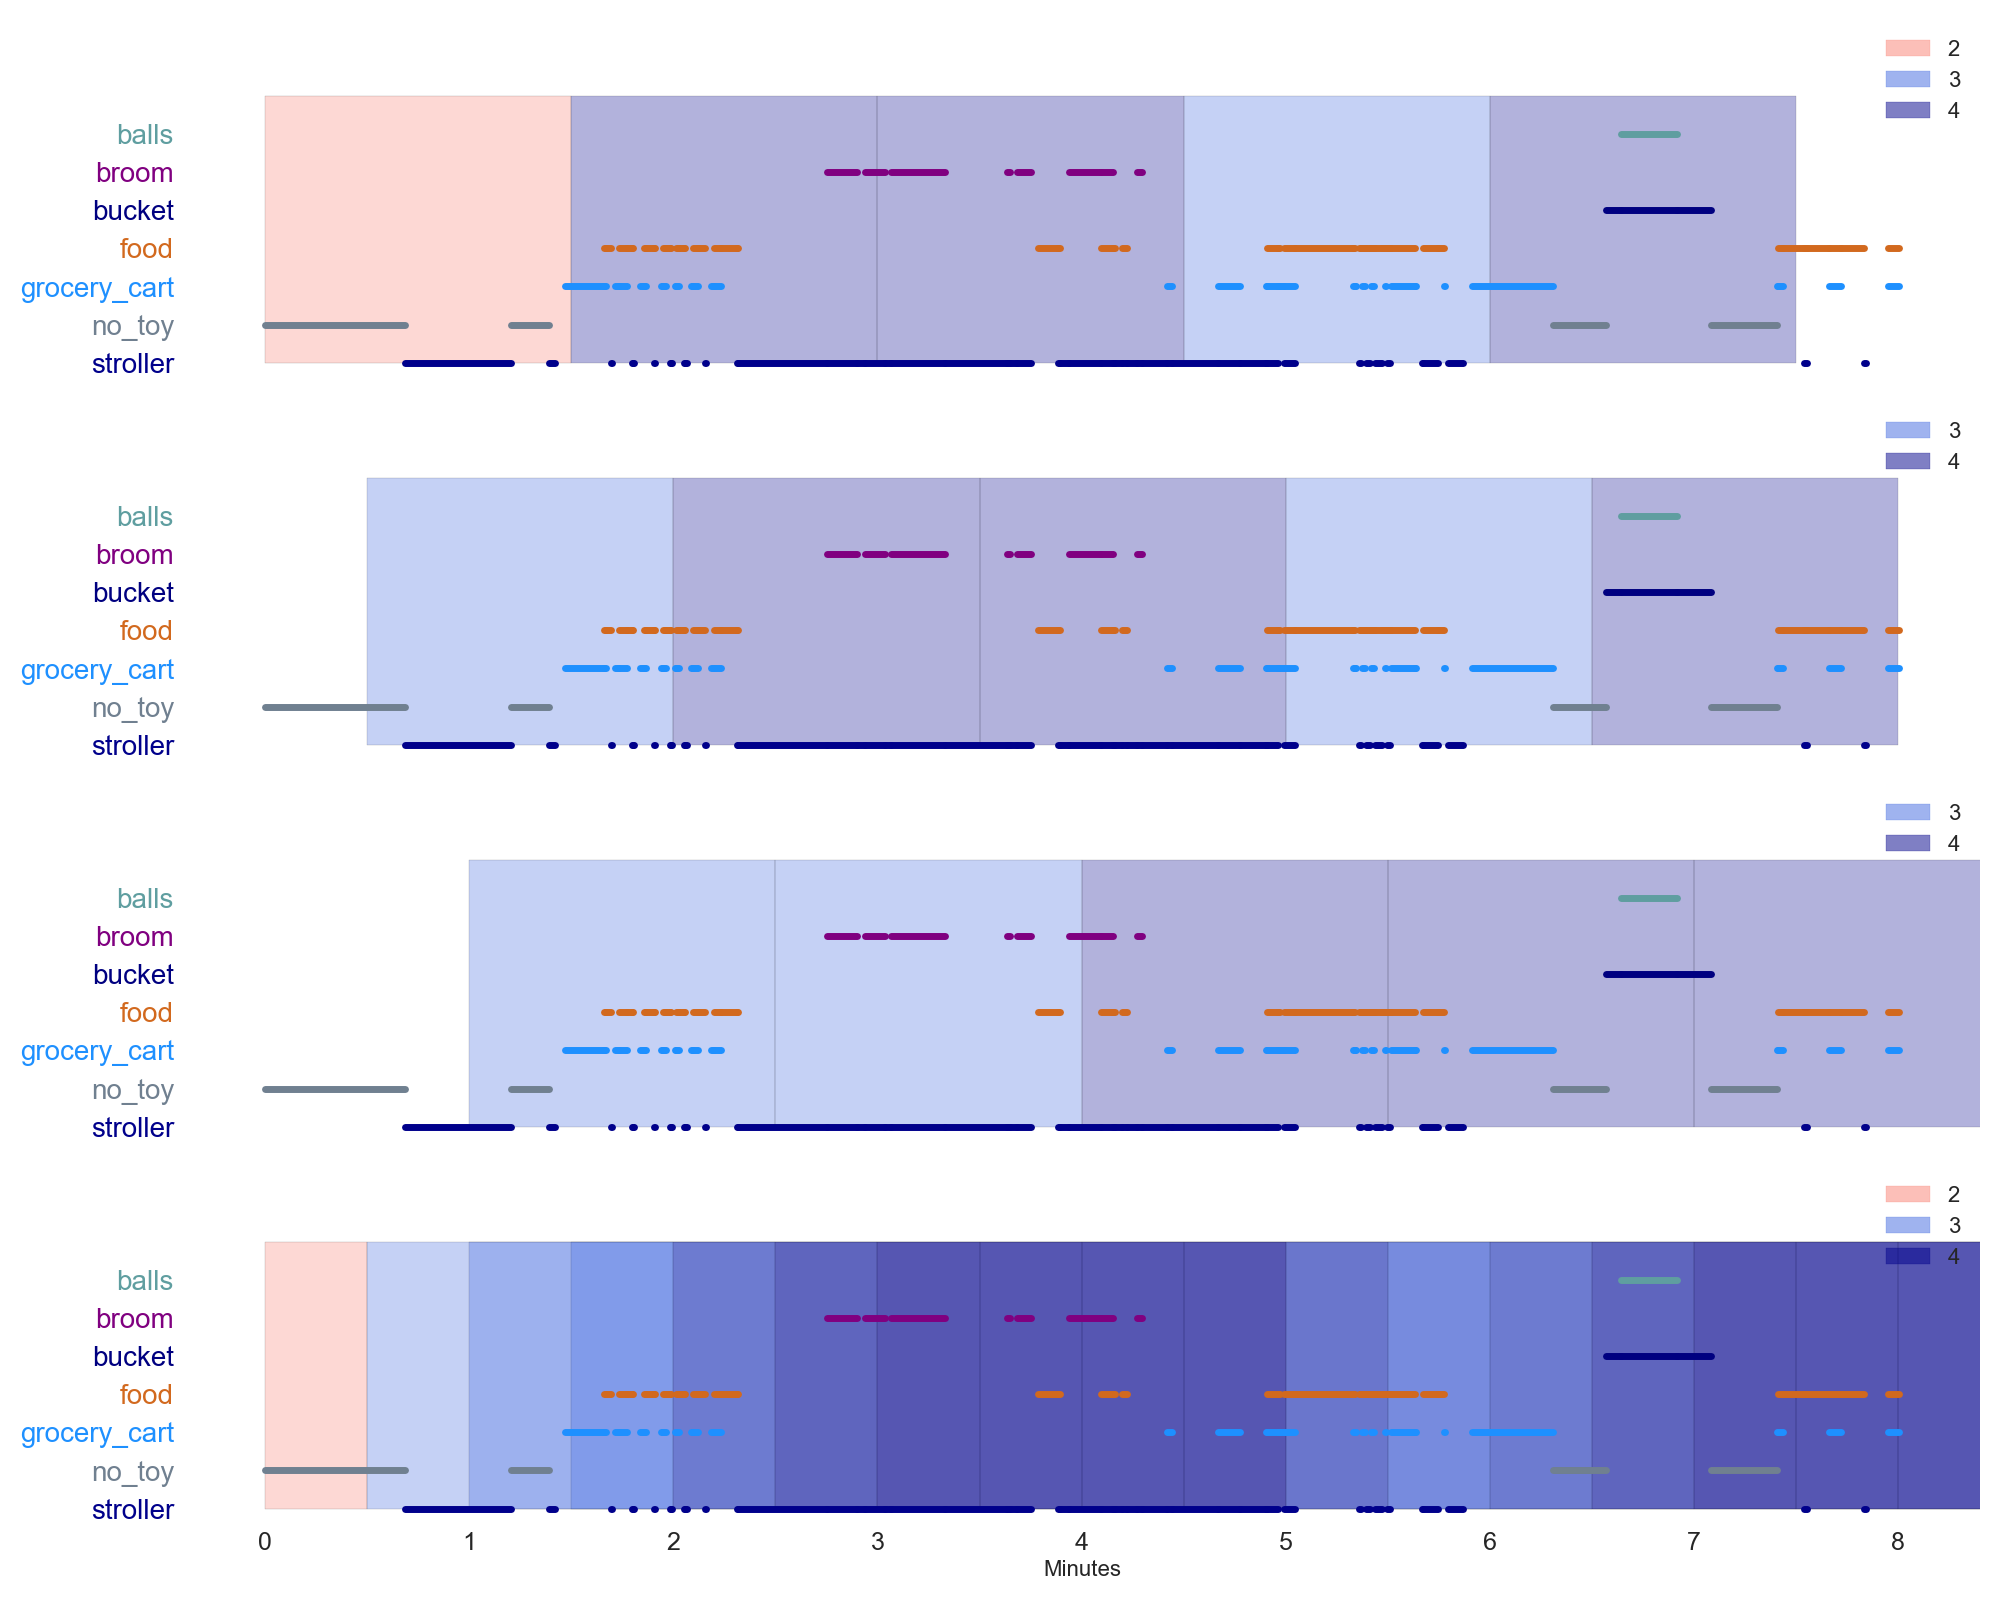 2
3
4
balls
broom
bucket
food
grocery_cart
no_toy
stroller
3
4
balls
broom
bucket
food
grocery_cart
no_toy
stroller
3
4
balls
broom
bucket
food
grocery_cart
no_toy
stroller
2
3
4
balls
broom
bucket
food
grocery_cart
no_toy
stroller
0 1 2 3 4 5 6 7 8
Minutes